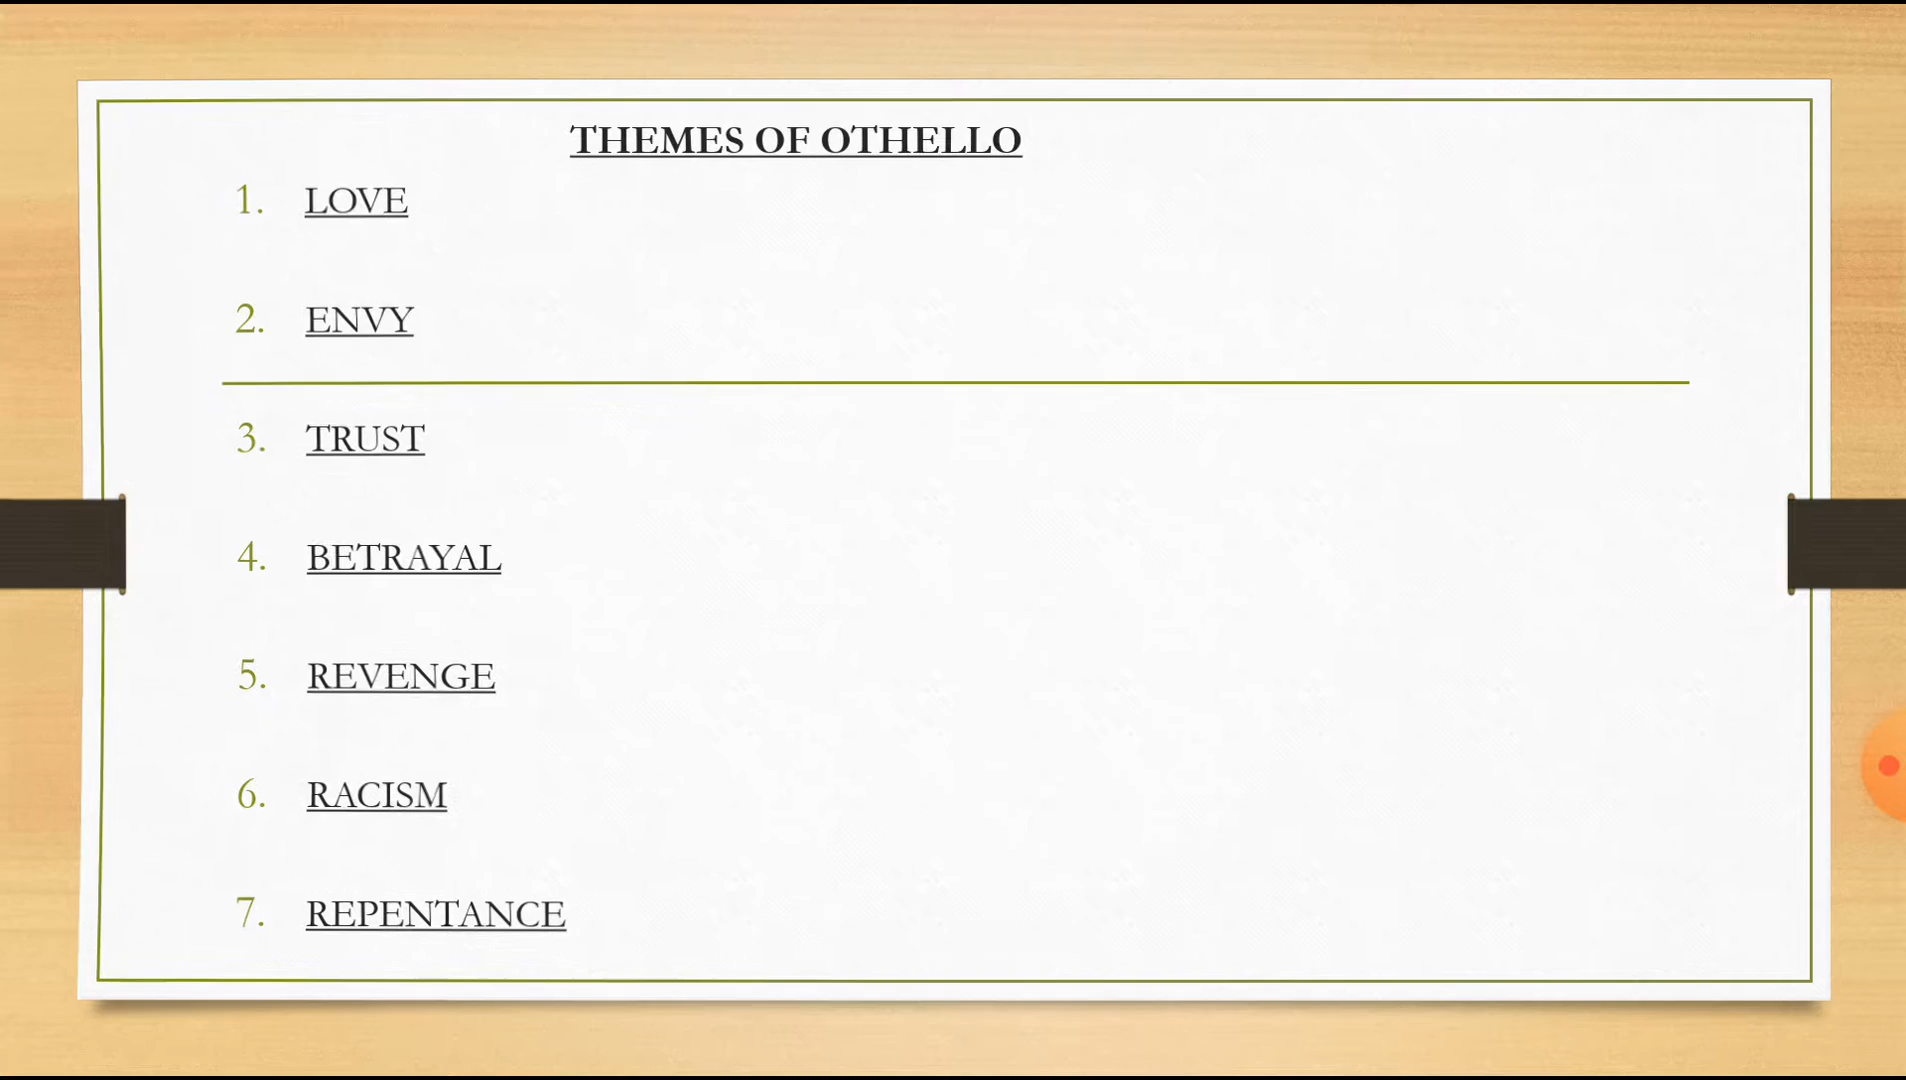 THEMES OF OTHELLO
1. LOVE
2. ENVY
3. TRUST
4. BETRAYAL
5. REVENGE
6. RACISM
7. REPENTANCE